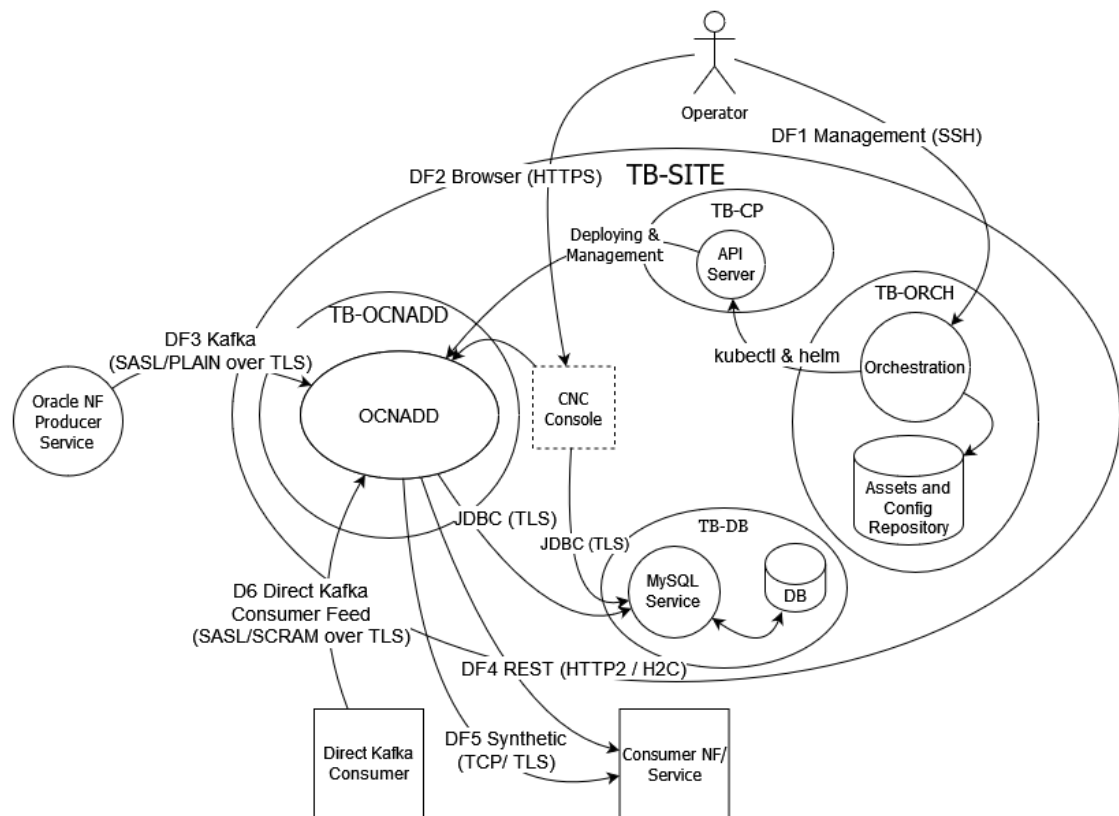 Operator
DF1 Management (SSH)
DF2 Browser (HTTPS)
TB-SITE
TB-CP
Deploying &
Management
API
Server
TB-ORCH
TB-OCNADD
DF3 Kafka
(SASL/PLAIN over TLS)
kubectl & helm
Orchestration
Oracle NF
Producer
Service
OCNADD
CNC
Console
Assets and
Config
Repository
JDBC (TLS)
JDBC (TLS)
TB-DB
MySQL
Service
DB
D6 Direct Kafka
Consumer Feed
(SASL/SCRAM over TLS)
DF4 REST (HTTP2 / H2C)
DF5 Synthetic
(TCP/ TLS)
Direct Kafka
Consumer
Consumer NF/
Service